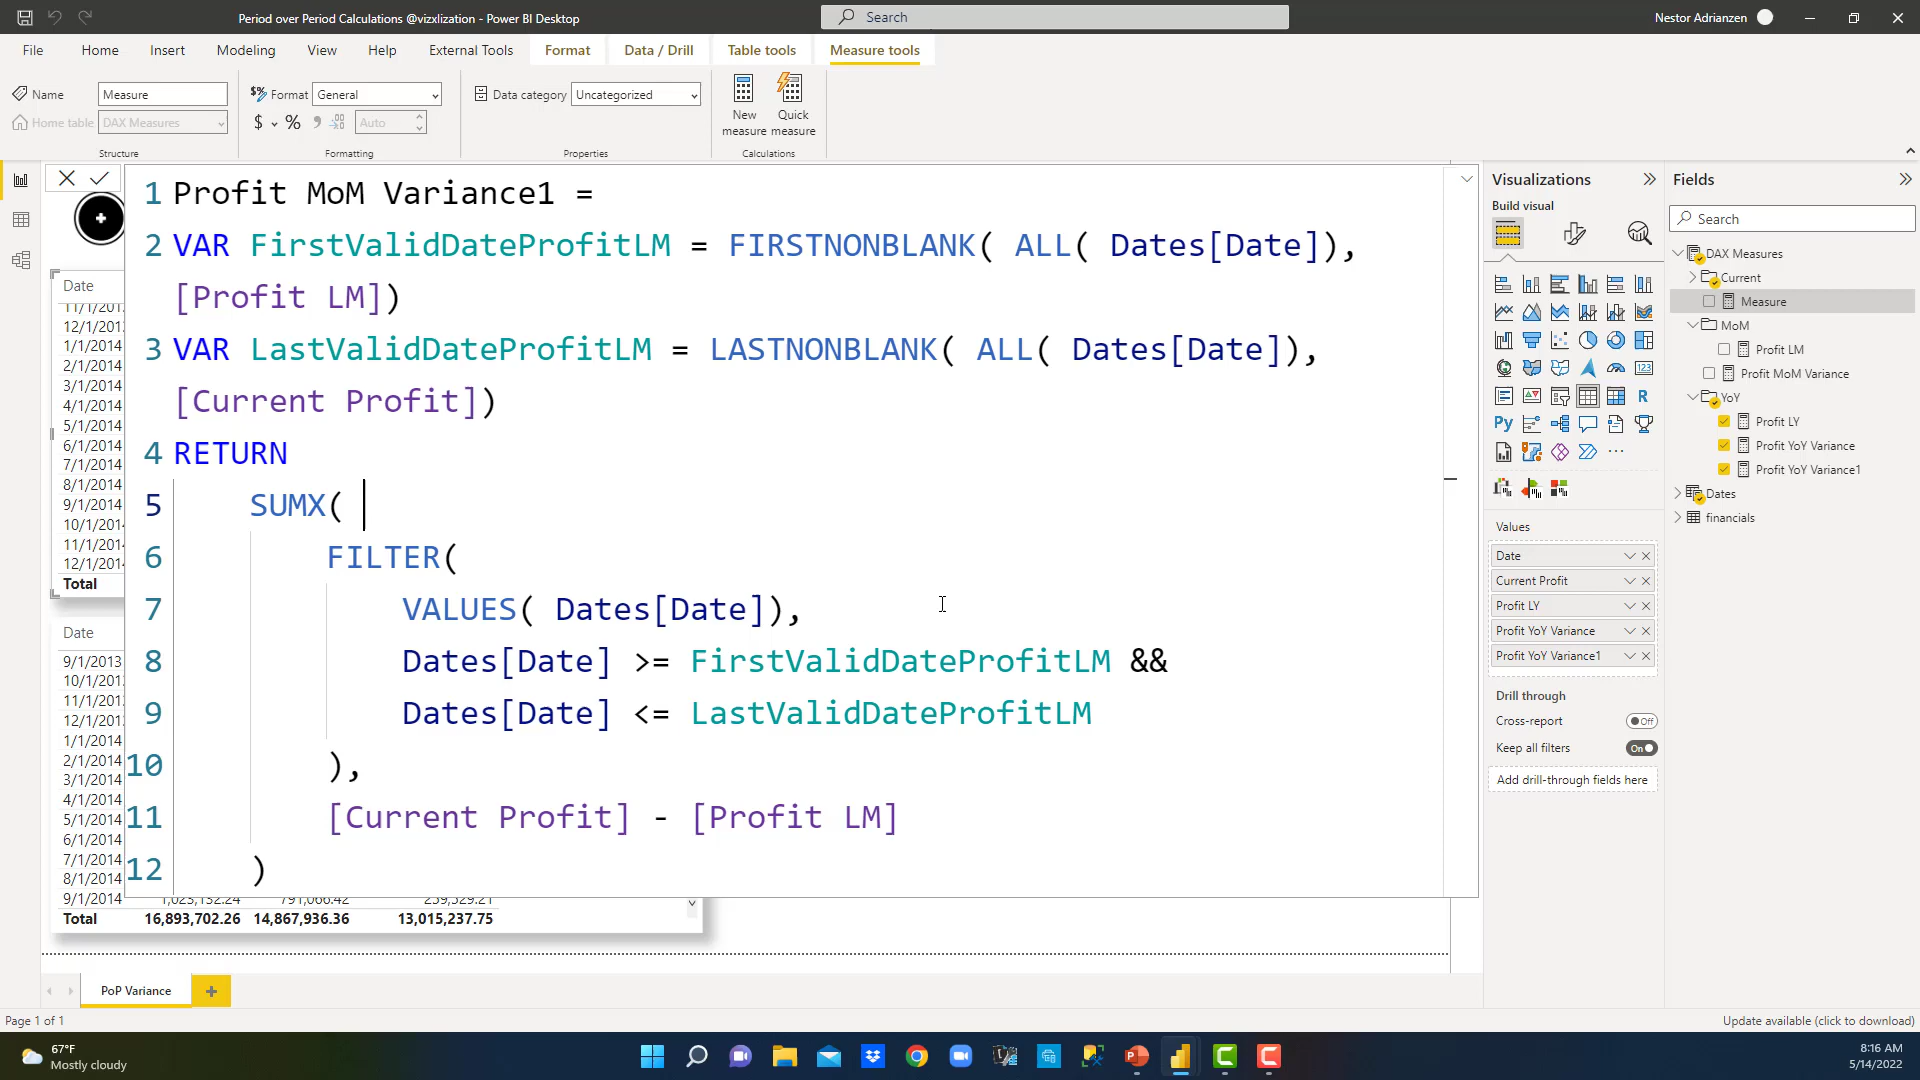 Period over Period Calculations @vizxlization - Power BI Desktop
Search
Nestor Adrianzen
File
Home
Insert
Modeling
View
Help
External Tools
Format
Data / Drill
Table tools
Measure tools
Name
Measure
Home table
DAX Measures
Structure
Format
General
$
%
Auto
Formatting
Data category
Uncategorized
Properties
New measure
Quick measure
Calculations
1 Profit MoM Variance1 =
2 VAR FirstValidDateProfitLM = FIRSTNONBLANK( ALL( Dates[Date]),
[Profit LM])
3 VAR LastValidDateProfitLM = LASTNONBLANK( ALL( Dates[Date]),
[Current Profit])
4 RETURN
5 SUMX(
6 FILTER(
7 VALUES( Dates[Date]),
8 Dates[Date] >= FirstValidDateProfitLM &&
9 Dates[Date] <= LastValidDateProfitLM
10 ),
11 [Current Profit] - [Profit LM]
12 )
Date
1/1/2014
2/1/2014
3/1/2014
4/1/2014
5/1/2014
6/1/2014
7/1/2014
8/1/2014
9/1/2014
Total
Date
9/1/2013
1/1/2014
2/1/2014
3/1/2014
4/1/2014
5/1/2014
6/1/2014
7/1/2014
8/1/2014
9/1/2014
Total 16,893,702.26 14,867,936.36 13,015,237.75
Visualizations
Build visual
Values
Date
Current Profit
Profit LY
Profit YoY Variance
Profit YoY Variance1
Drill through
Cross-report
Off
Keep all filters
On
Add drill-through fields here
Fields
Search
DAX Measures
Current
Measure
MoM
Profit LM
Profit MoM Variance
YoY
Profit LY
Profit YoY Variance
Profit YoY Variance1
Dates
financials
PoP Variance
Page 1 of 1
Update available (click to download)
67°F
Mostly cloudy
8:16 AM
5/14/2022